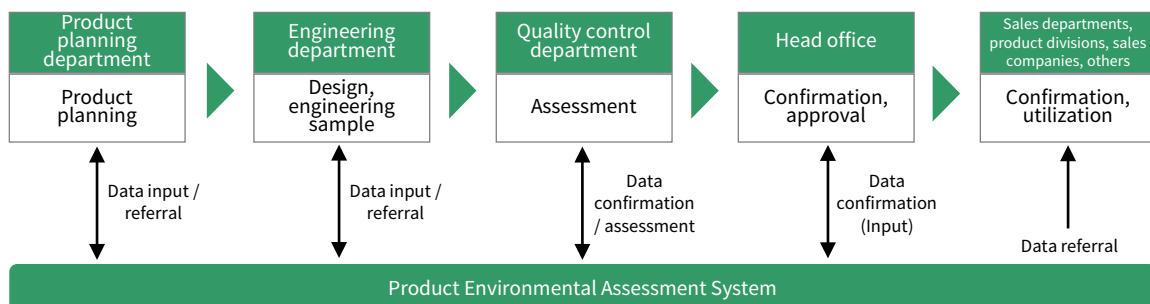 Product
planning
department
Product
planning
Engineering
department
Design,
engineering
sample
Quality control
department
Assessment
Head office
Confirmation,
approval
Sales departments,
product divisions, sales
companies, others
Confirmation,
utilization
Data input /
referral
Data input /
referral
Data
confirmation
/ assessment
Data
confirmation
(Input)
Data referral
Product Environmental Assessment System